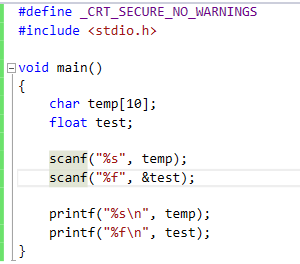 #define _CRT_SECURE_NO_WARNINGS
#include <stdio.h>
void main()
{
char temp[10];
float test;
scanf("%s", temp);
scanf("%f", &test);
printf("%s\n", temp);
printf("%f\n", test);
}